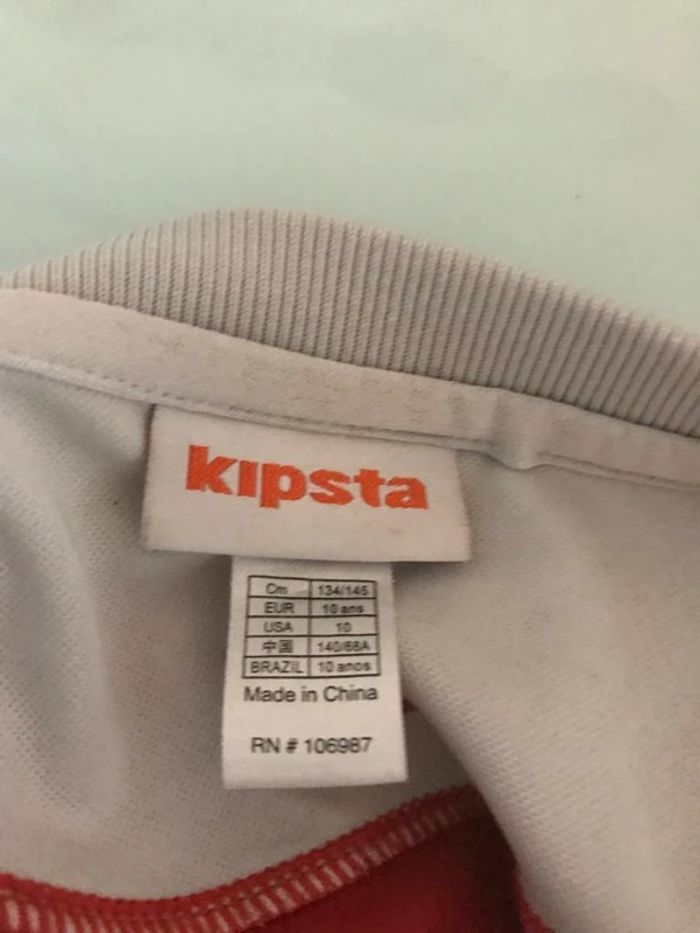 kipsta
Cm 134/145
EUR 10 ans
USA 10
中国 140/68A
BRAZIL 10 anos
Made in China
RN # 106987